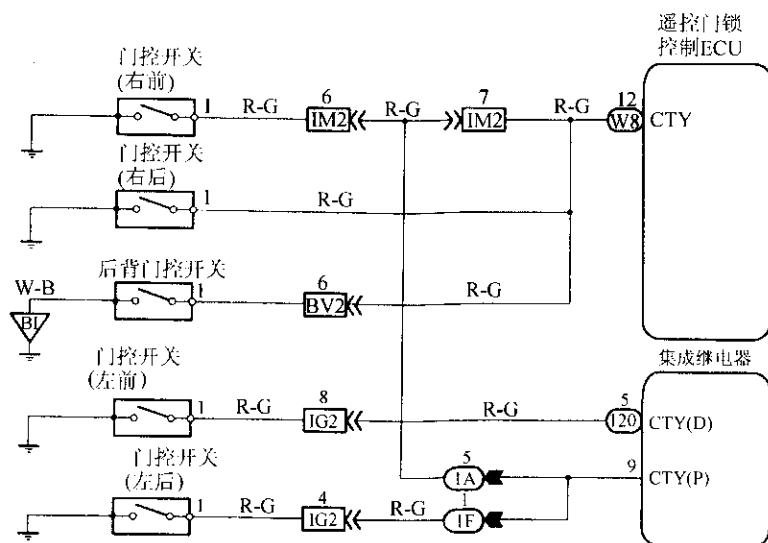 遥控门锁
控制ECU
门控开关
(右前)
1
R-G
6
IM2
R-G
7
IM2
R-G
12
W8
CTY
门控开关
(右后)
1
R-G
后背门控开关
W-B
BL
1
6
BV2
R-G
集成继电器
门控开关
(左前)
1
R-G
8
IG2
R-G
5
I20
CTY(D)
门控开关
(左后)
5
1A
9
CTY(P)
1
R-G
4
IG2
R-G
1
1F